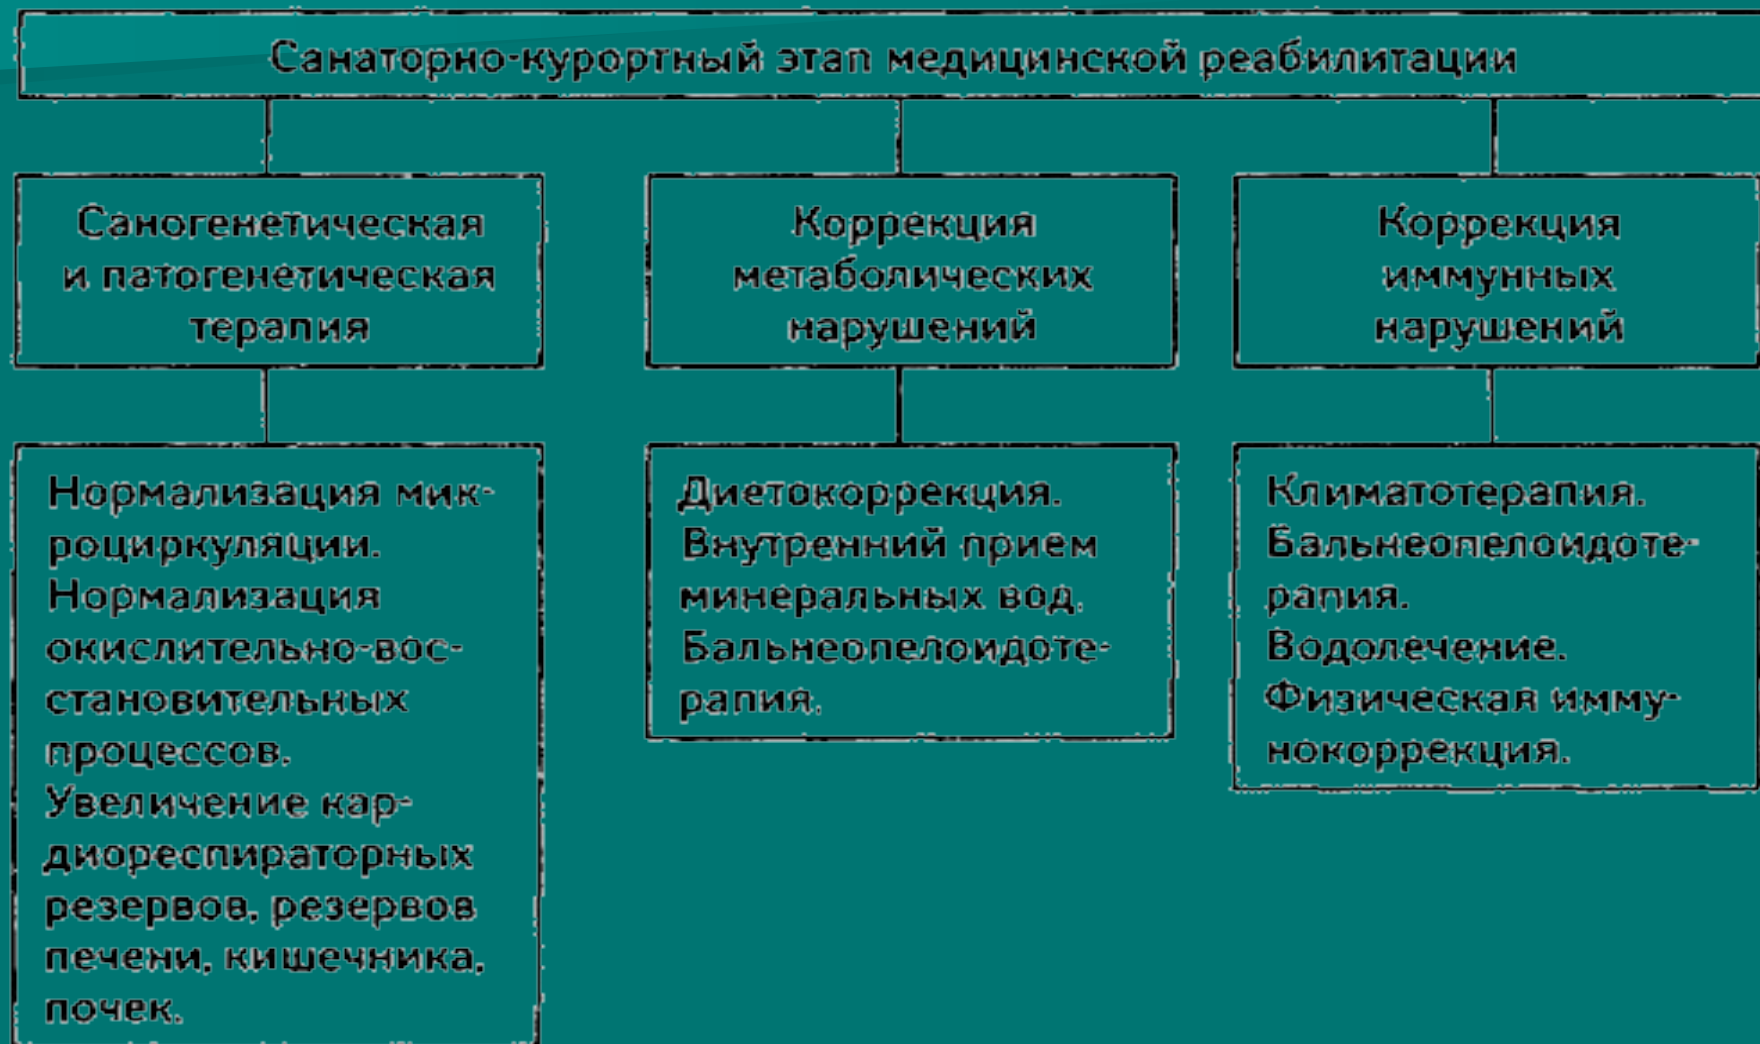 Санаторно-курортный этап медицинской реабилитации
Саногенетическая
и патогенетическая
терапия
Коррекция
метаболических
нарушений
Коррекция
иммунных
нарушений
Нормализация мик-
роциркуляции.
Нормализация
окислительно-вос-
становительных
процессов.
Увеличение кар-
диореспираторных
резервов, резервов
печени, кишечника,
почек.
Диетокоррекция.
Внутренний прием
минеральных вод.
Бальнеопелоидоте-
рапия.
Климатотерапия.
Бальнеопелоидоте-
рапия.
Водолечение.
Физическая имму-
нокоррекция.